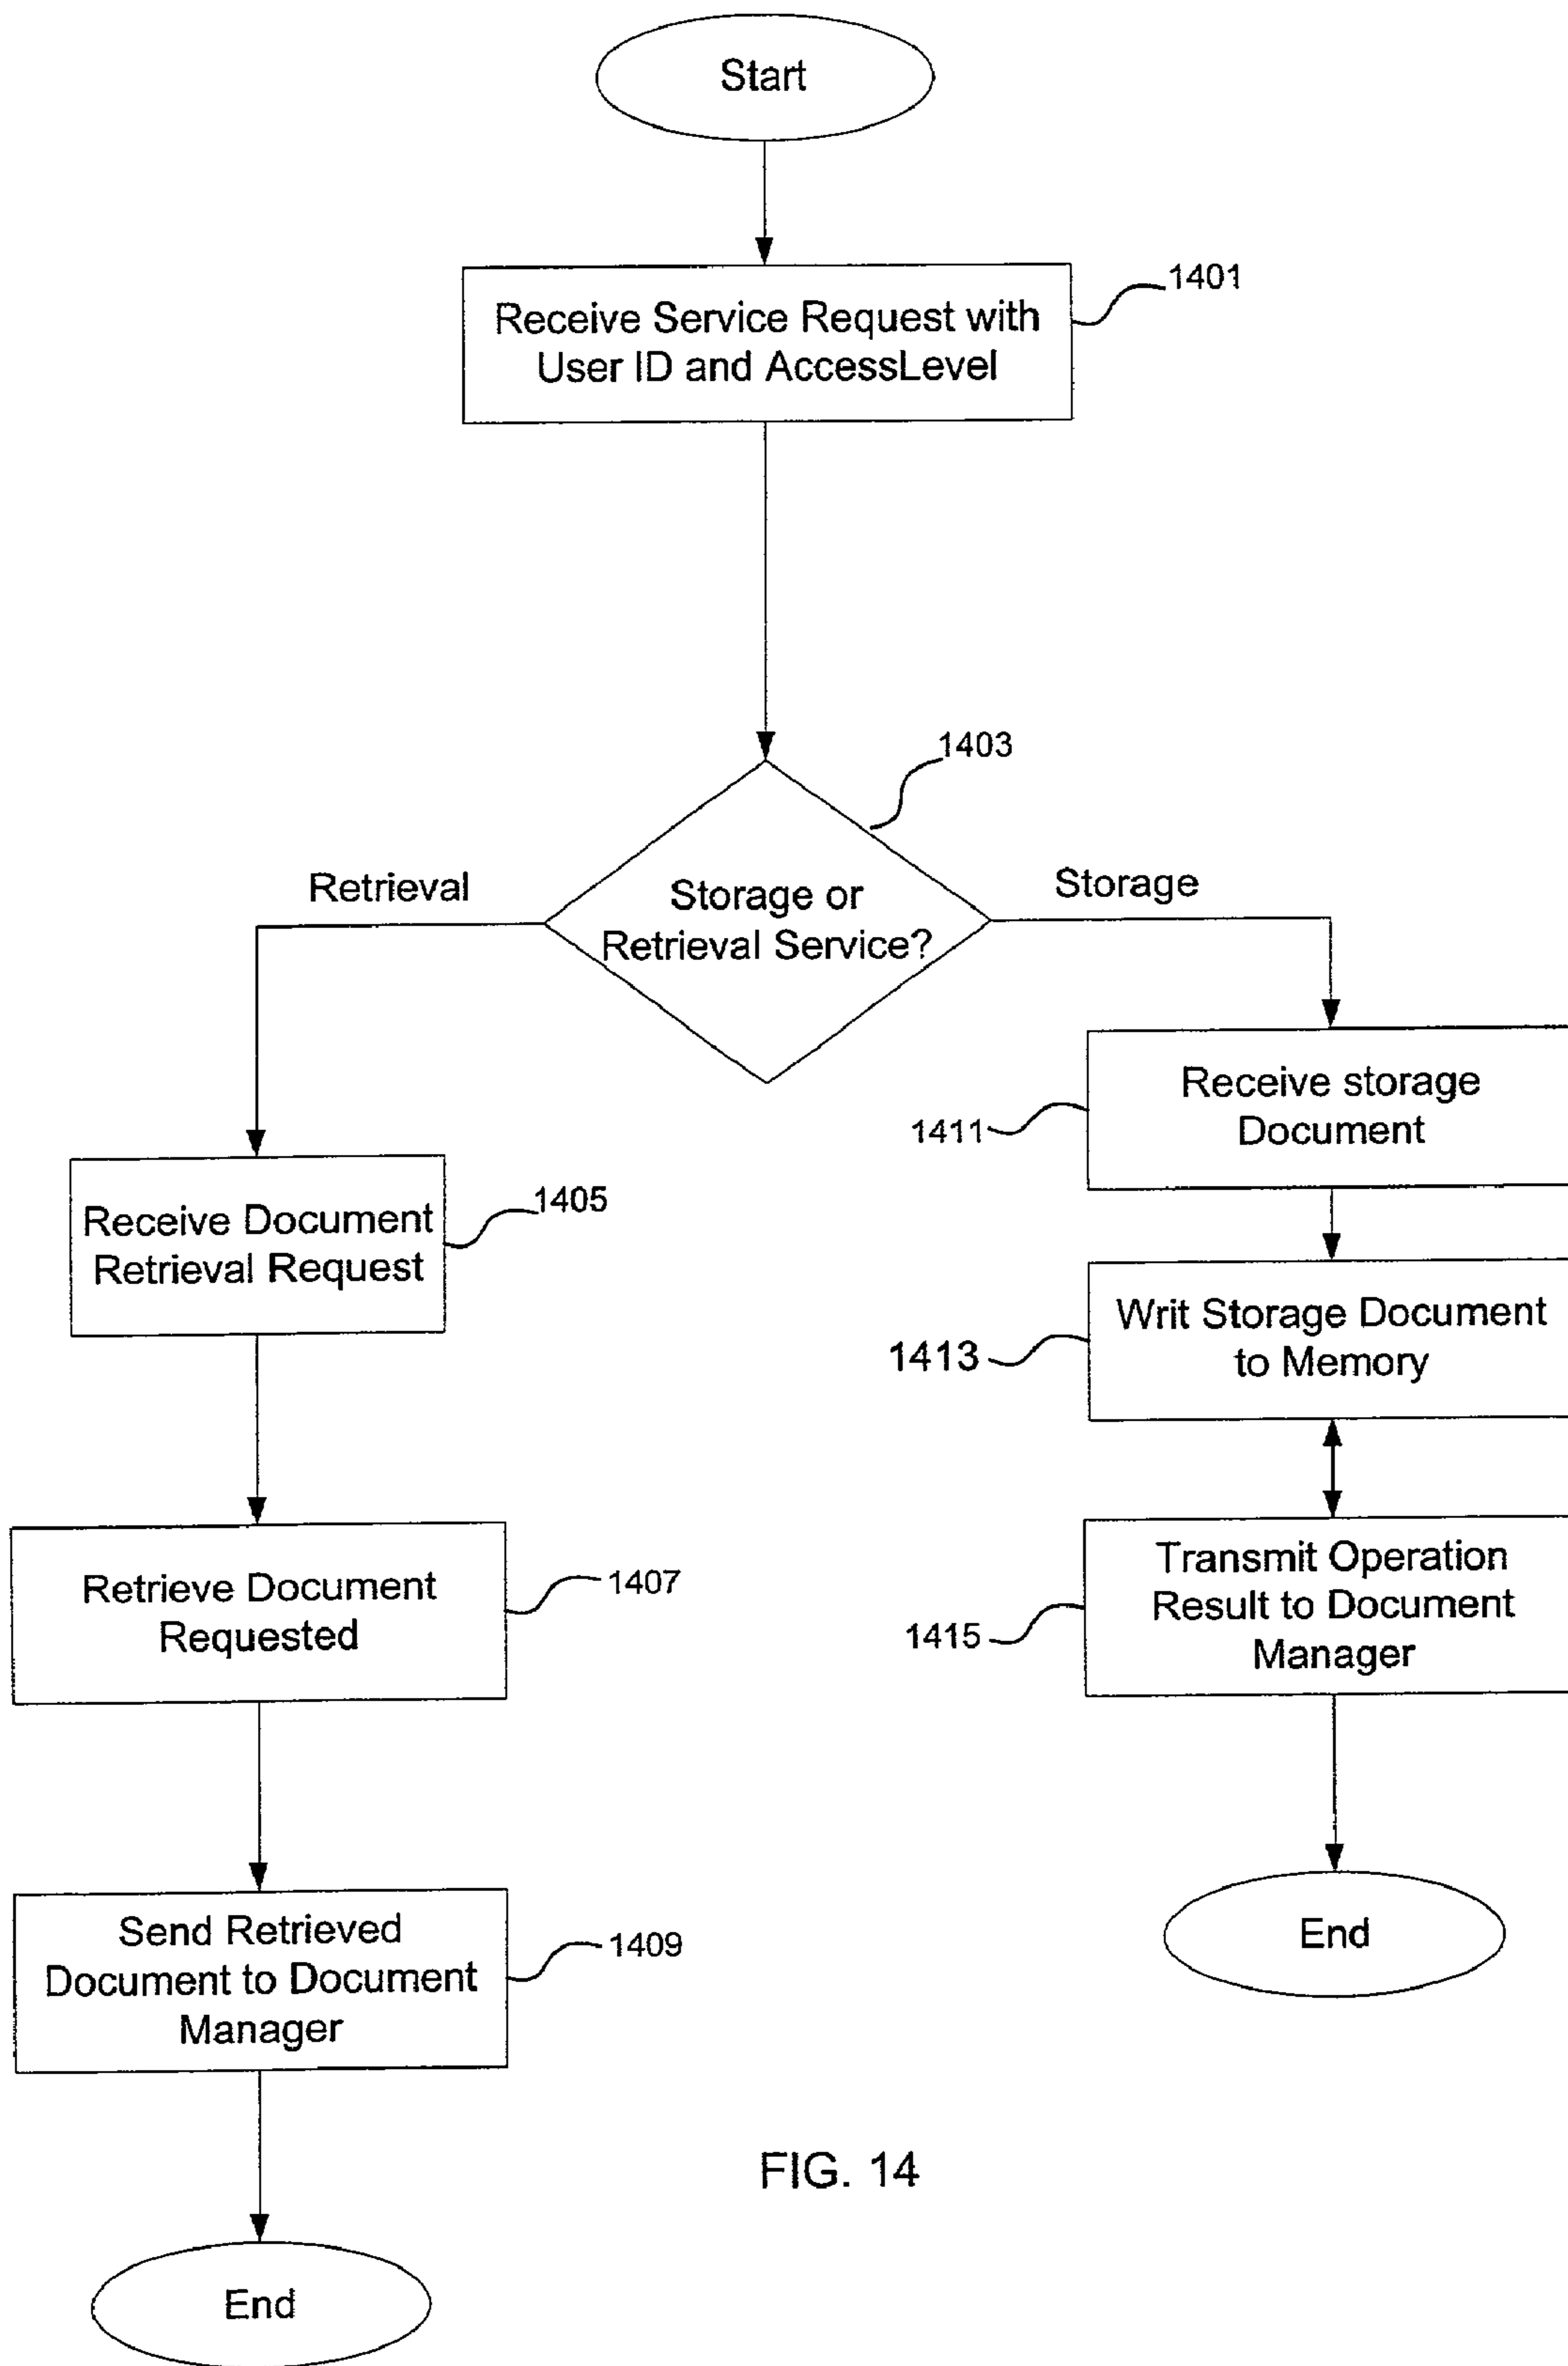 Start
Receive Service Request with
User ID and AccessLevel
1401
1403
Storage or
Retrieval Service?
Retrieval
Storage
Receive Document
Retrieval Request
1405
Retrieve Document
Requested
1407
Send Retrieved
Document to Document
Manager
1409
End
Receive storage
Document
1411
Writ Storage Document
to Memory
1413
Transmit Operation
Result to Document
Manager
1415
End
FIG. 14